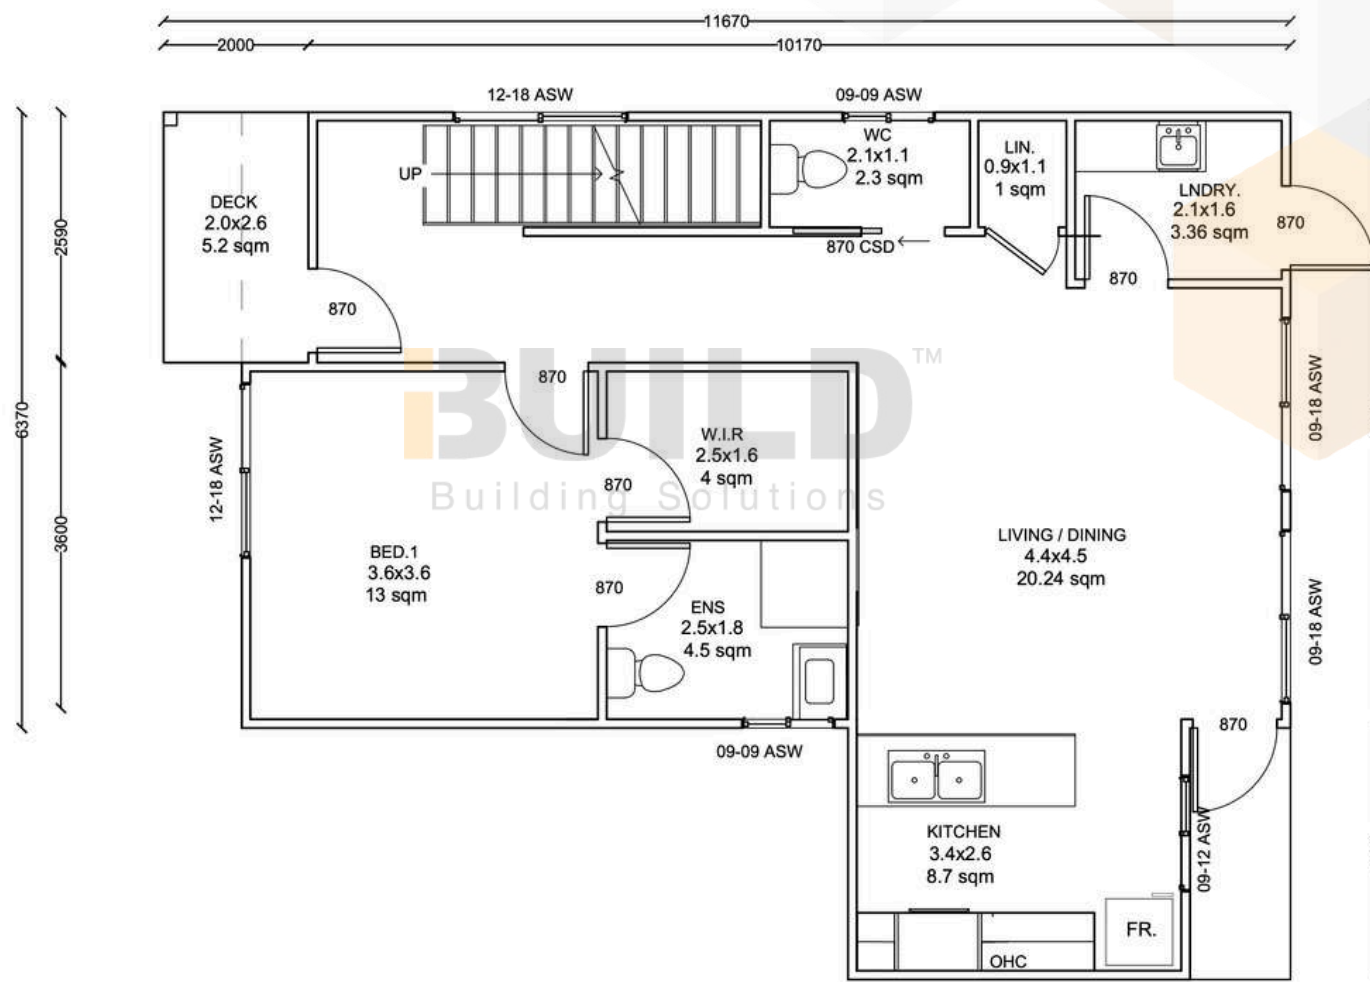 11670
2000
10170
12-18 ASW
09-09 ASW
WC
2.1x1.1
2.3 sqm
LIN.
0.9x1.1
1 sqm
UP
DECK
2.0x2.6
5.2 sqm
LNDRY.
2.1x1.6
3.36 sqm
870
2590
870 CSD
870
870
iBUILD™
Building Solutions
870
09-18 ASW
6370
12-18 ASW
W.I.R
2.5x1.6
4 sqm
870
3600
BED.1
3.6x3.6
13 sqm
LIVING / DINING
4.4x4.5
20.24 sqm
870
ENS
2.5x1.8
4.5 sqm
09-18 ASW
870
09-09 ASW
KITCHEN
3.4x2.6
8.7 sqm
09-12 ASW
FR.
OHC